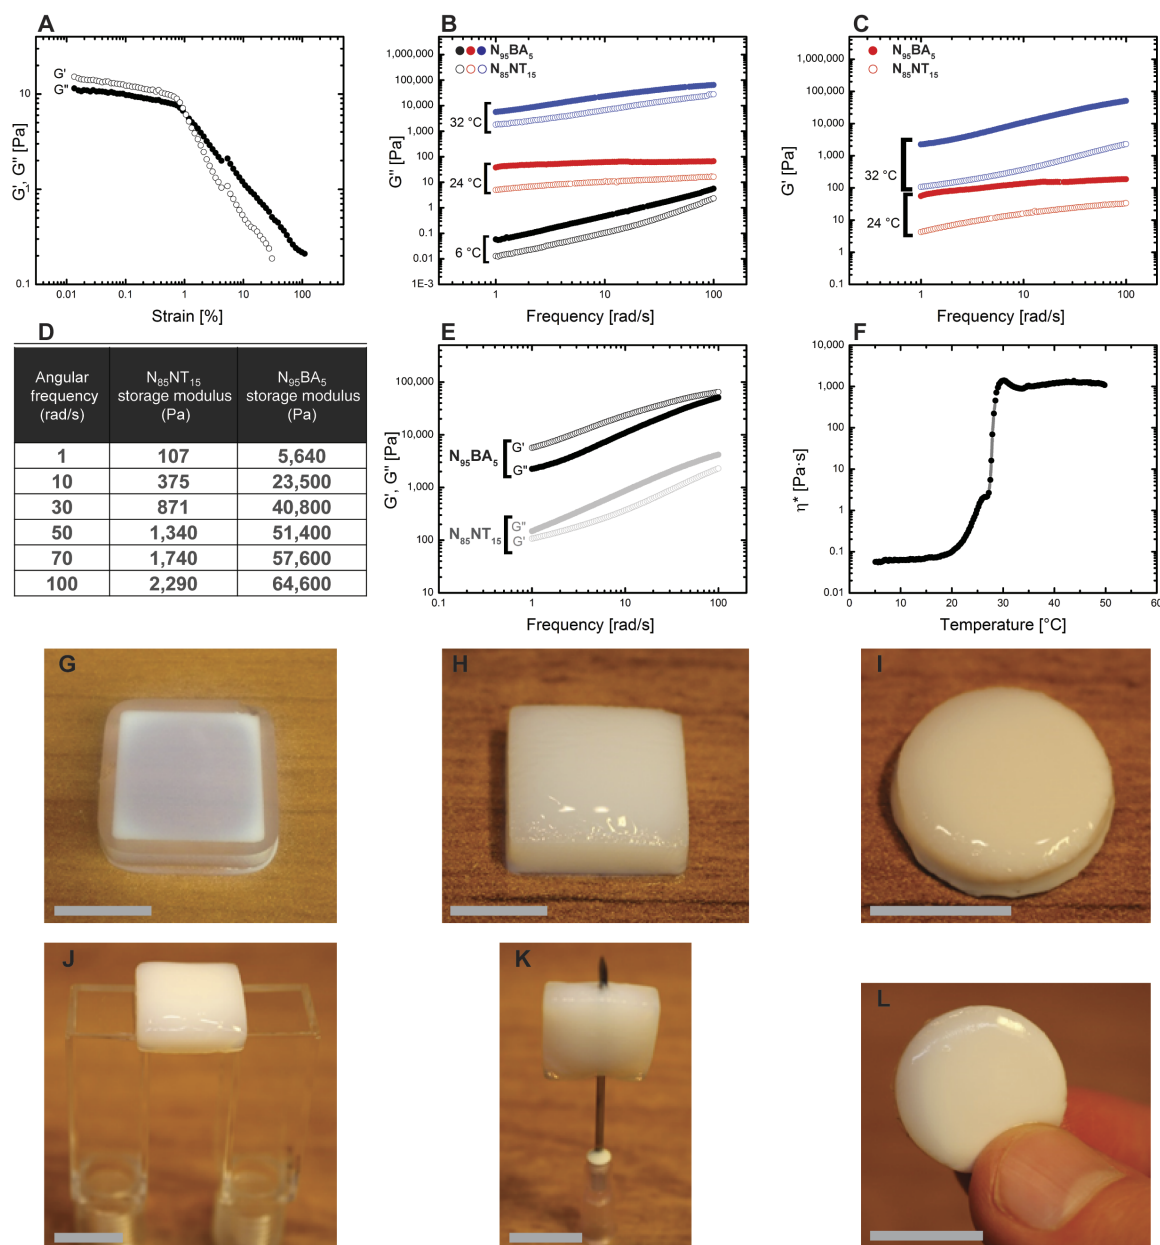 A
G', G'' [Pa]
10
1
0.1
G'
G''
0.01
0.1
1
10
100
Strain [%]
B
G'' [Pa]
1,000,000
100,000
10,000
1,000
100
10
1
0.1
0.01
1E-3
N95BA5
N85NT15
32 °C
24 °C
6 °C
1
10
100
Frequency [rad/s]
C
G' [Pa]
100,000
10,000
1,000
100
10
1
0.1
N95BA5
N85NT15
32 °C
24 °C
1
10
100
Frequency [rad/s]
D
Angular frequency (rad/s)
N85NT15 storage modulus (Pa)
N95BA5 storage modulus (Pa)
1 107 5,640
10 375 23,500
30 871 40,800
50 1,340 51,400
70 1,740 57,600
100 2,290 64,600
E
G', G'' [Pa]
100,000
10,000
1,000
100
10
N95BA5
G'
G''
N85NT15
G''
G'
0.1
1
10
100
Frequency [rad/s]
F
η* [Pa·s]
10,000
1,000
100
10
1
0.1
0.01
0
10
20
30
40
50
60
Temperature [°C]
G
H
I
J
K
L